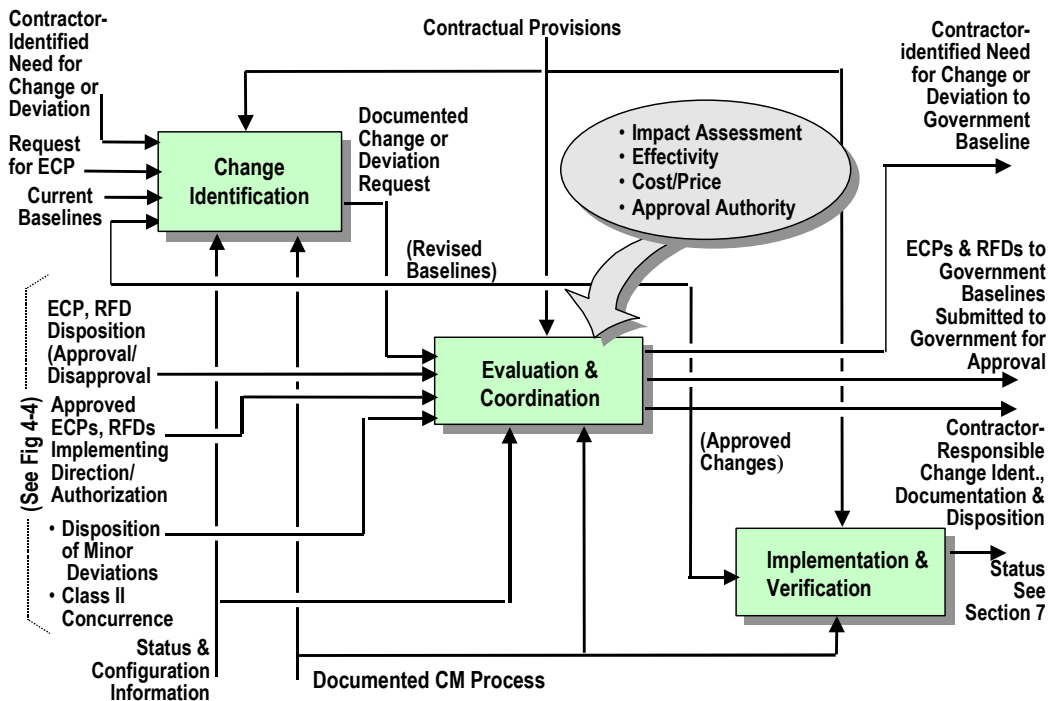 Contractor-
Identified
Need for
Change or
Deviation
Request
for ECP
Current
Baselines
Contractual Provisions
Contractor-
identified Need
for Change or
Deviation to
Government
Baseline
Change
Identification
Documented
Change or
Deviation
Request
• Impact Assessment
• Effectivity
• Cost/Price
• Approval Authority
(Revised
Baselines)
ECPs & RFDs to
Government
Baselines
Submitted to
Government for
Approval
(See Fig 4-4)
ECP, RFD
Disposition
(Approval/
Disapproval
Approved
ECPs, RFDs
Implementing
Direction/
Authorization
• Disposition
of Minor
Deviations
• Class II
Concurrence
Evaluation &
Coordination
(Approved
Changes)
Contractor-
Responsible
Change Ident.,
Documentation &
Disposition
Implementation &
Verification
Status
See
Section 7
Status &
Configuration
Information
Documented CM Process